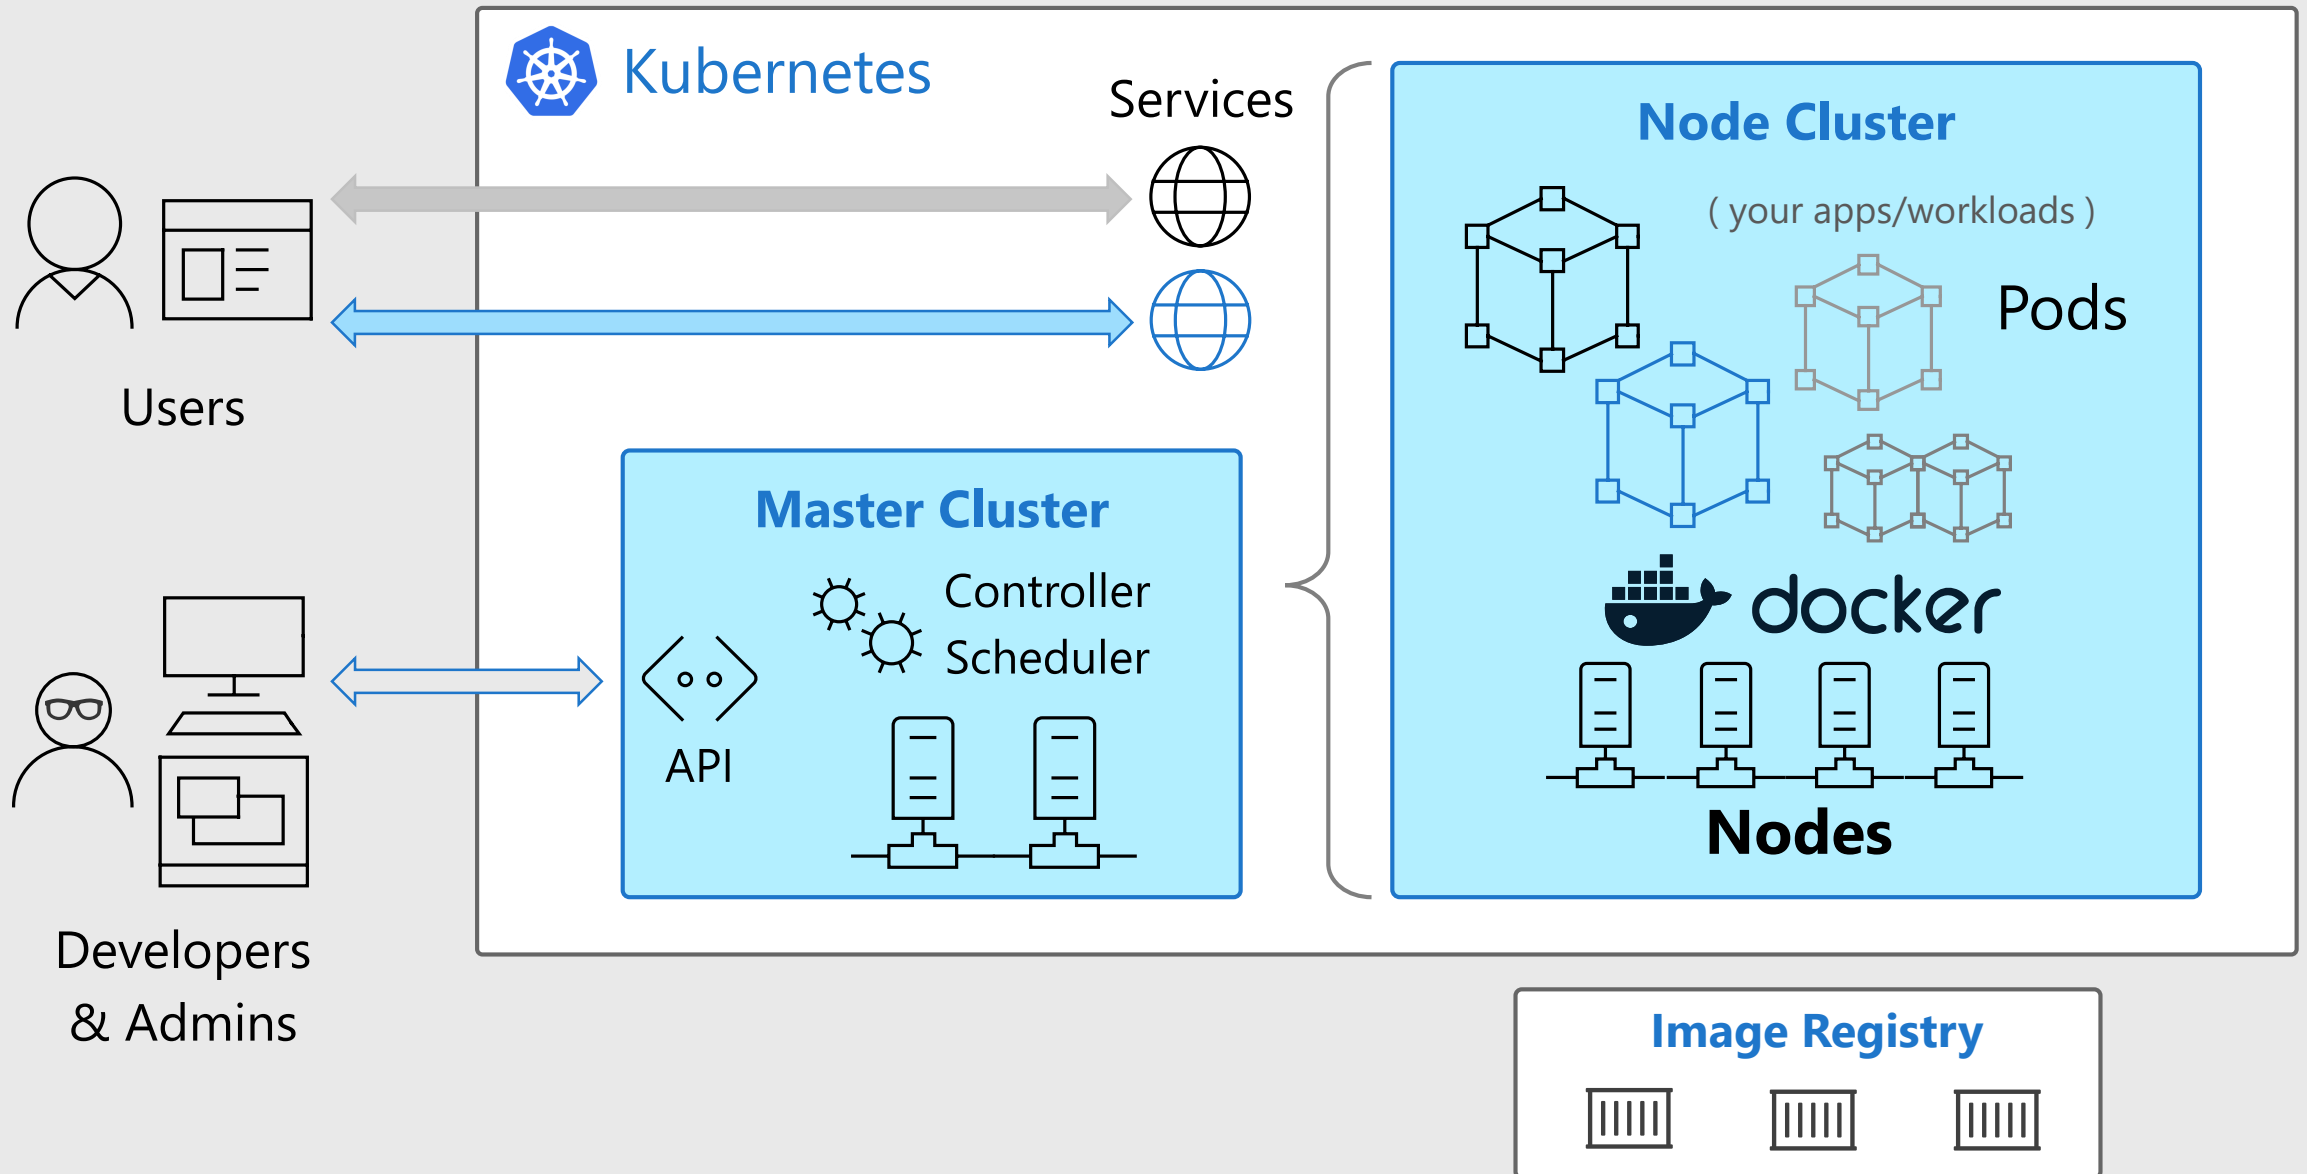 Kubernetes
Services
Users
Developers
& Admins
Master Cluster
Controller
Scheduler
API
Node Cluster
( your apps/workloads )
Pods
docker
Nodes
Image Registry